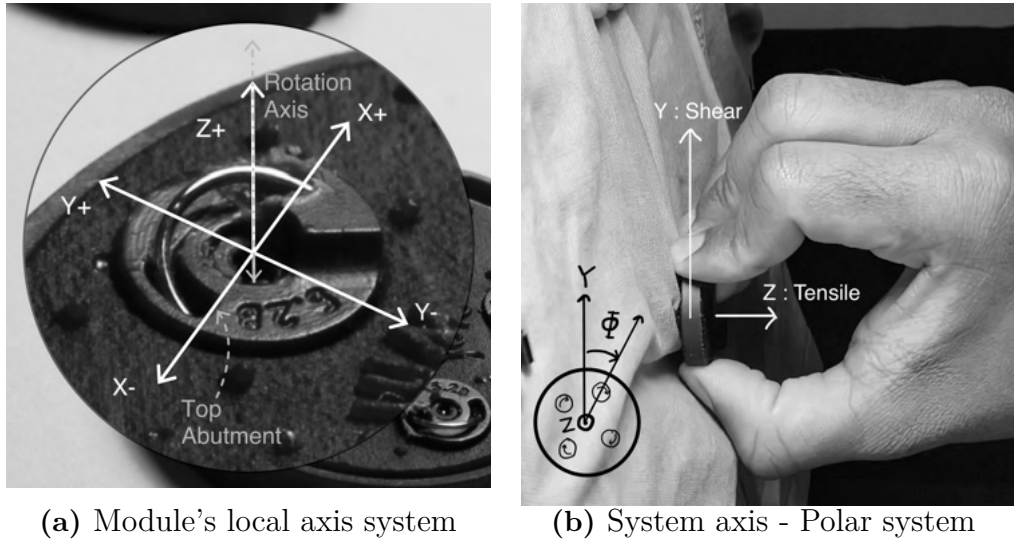 Rotation
Axis
Z+
X+
Y+
Y-
X-
Top
Abutment
Y : Shear
Z : Tensile
Y
Φ
Z
(a) Module's local axis system
(b) System axis - Polar system